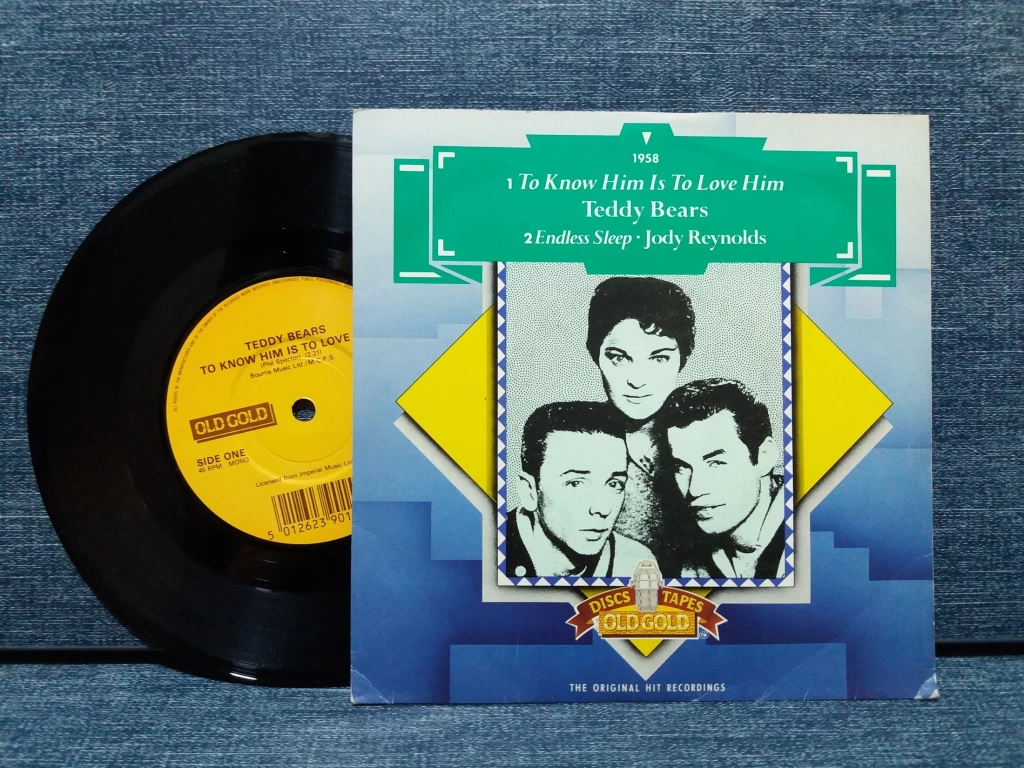 1958
1 To Know Him Is To Love Him
Teddy Bears
2 Endless Sleep · Jody Reynolds
DISCS TAPES
OLD GOLD
THE ORIGINAL HIT RECORDINGS
TEDDY BEARS
TO KNOW HIM IS TO LOVE
(Phil Spector) (2.21)
Bourne Music Ltd./M.C.P.S.
OLD GOLD
SIDE ONE
45 RPM MONO
Licensed from Imperial Music Ltd
5 012623 901